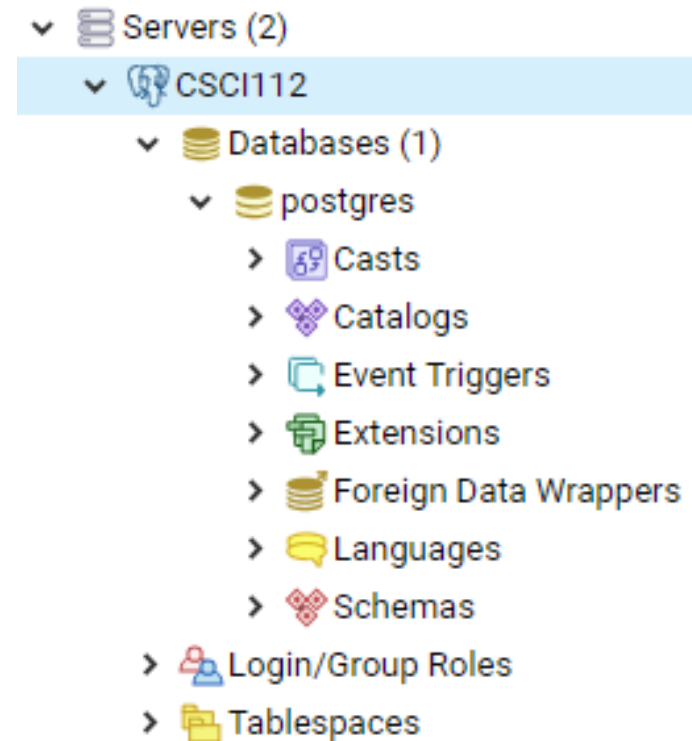 Servers (2)
CSCI112
Databases (1)
postgres
Casts
Catalogs
Event Triggers
Extensions
Foreign Data Wrappers
Languages
Schemas
Login/Group Roles
Tablespaces